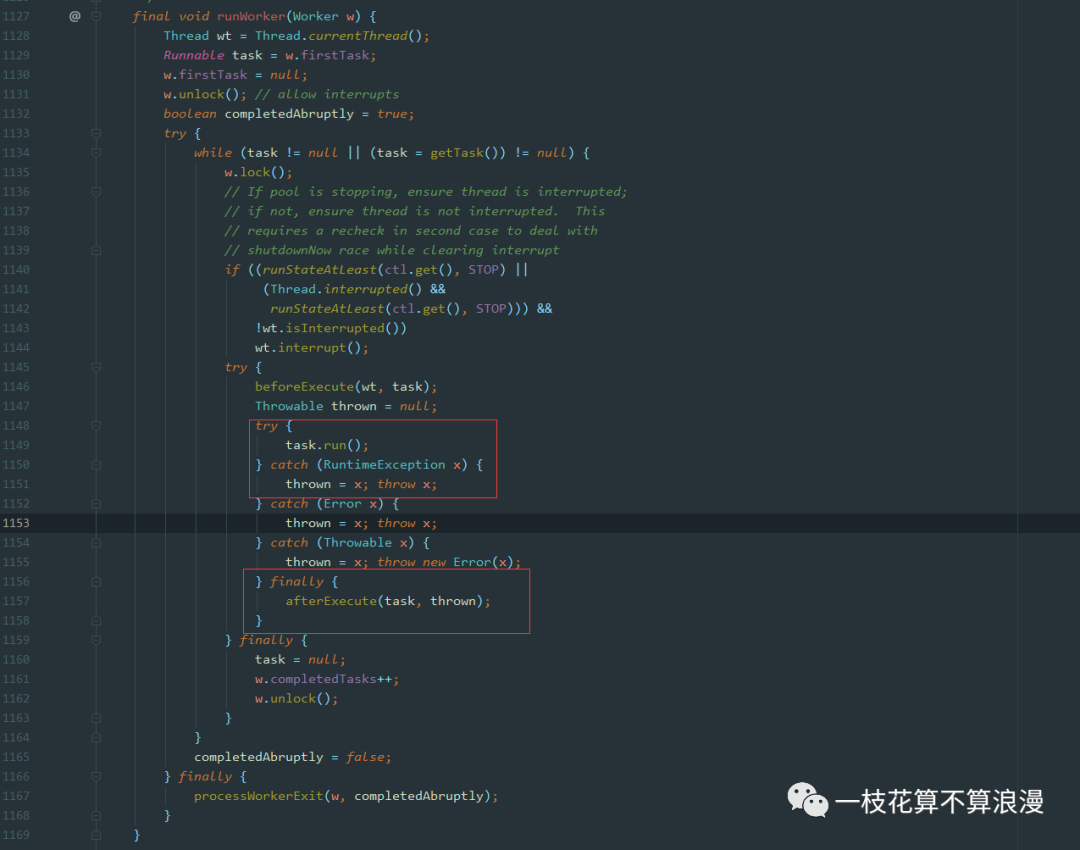 1127 @ final void runWorker(Worker w) {
1128 Thread wt = Thread.currentThread();
1129 Runnable task = w.firstTask;
1130 w.firstTask = null;
1131 w.unlock(); // allow interrupts
1132 boolean completedAbruptly = true;
1133 try {
1134 while (task != null || (task = getTask()) != null) {
1135 w.lock();
1136 // If pool is stopping, ensure thread is interrupted;
1137 // if not, ensure thread is not interrupted.  This
1138 // requires a recheck in second case to deal with
1139 // shutdownNow race while clearing interrupt
1140 if ((runStateAtLeast(ctl.get(), STOP) ||
1141 (Thread.interrupted() &&
1142 runStateAtLeast(ctl.get(), STOP))) &&
1143 !wt.isInterrupted())
1144 wt.interrupt();
1145 try {
1146 beforeExecute(wt, task);
1147 Throwable thrown = null;
1148 try {
1149 task.run();
1150 } catch (RuntimeException x) {
1151 thrown = x; throw x;
1152 } catch (Error x) {
1153 thrown = x; throw x;
1154 } catch (Throwable x) {
1155 thrown = x; throw new Error(x);
1156 } finally {
1157 afterExecute(task, thrown);
1158 }
1159 } finally {
1160 task = null;
1161 w.completedTasks++;
1162 w.unlock();
1163 }
1164 }
1165 completedAbruptly = false;
1166 } finally {
1167 processWorkerExit(w, completedAbruptly);
1168 }
1169 }
一枝花算不算浪漫